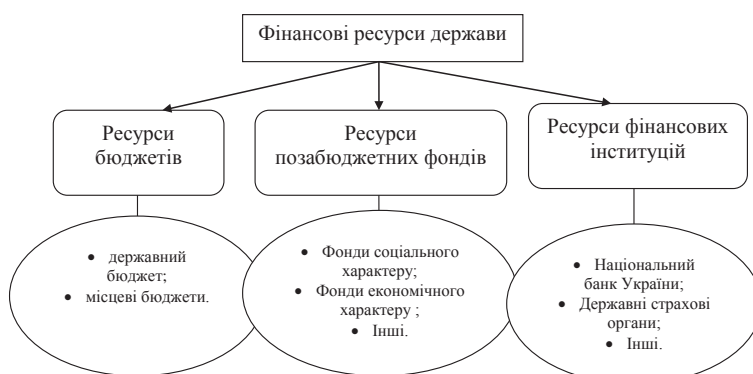 Фінансові ресурси держави
Ресурси
бюджетів
Ресурси
позабюджетних фондів
Ресурси фінансових
інституцій
• державний
бюджет;
• місцеві бюджети.
• Фонди соціального
характеру;
• Фонди економічного
характеру ;
• Інші.
• Національний
банк України;
• Державні страхові
органи;
• Інші.